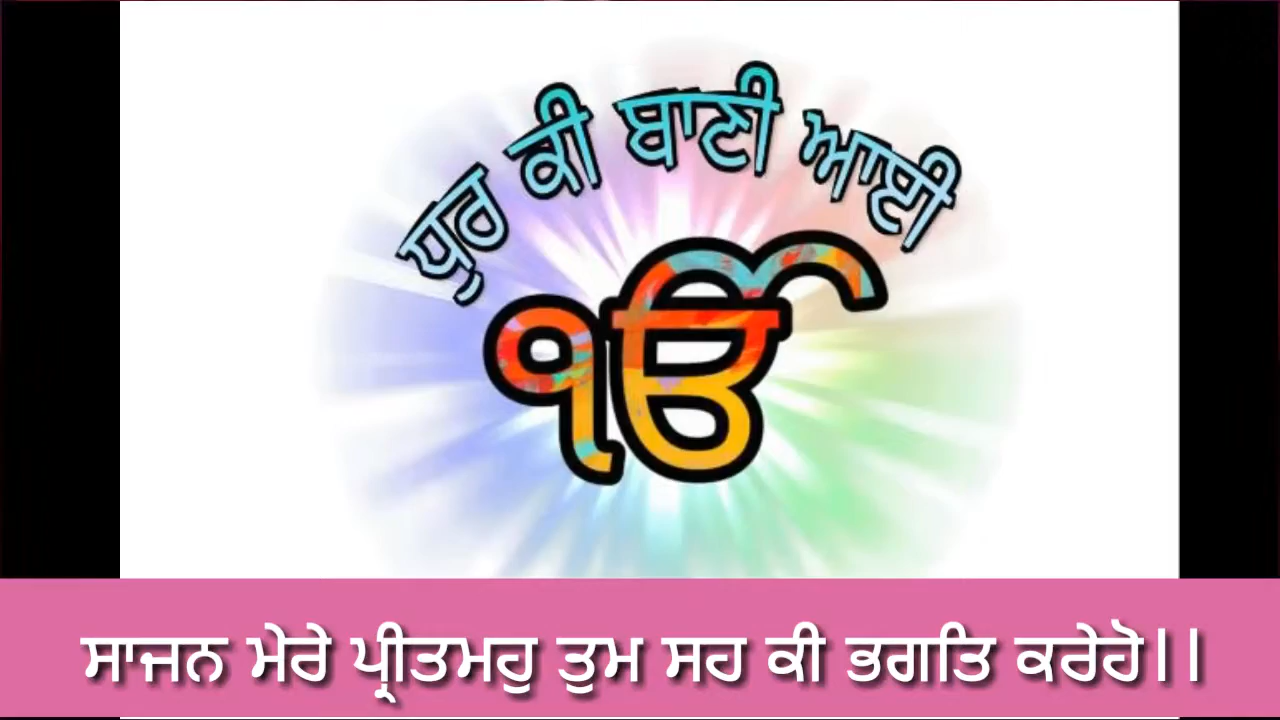 ਧੁਰ ਕੀ ਬਾਣੀ ਆਈ
ੴ
ਸਾਜਨ ਮੇਰੇ ਪ੍ਰੀਤਮਹੁ ਤੁਮ ਸਹ ਕੀ ਭਗਤਿ ਕਰੇਹੋ।।